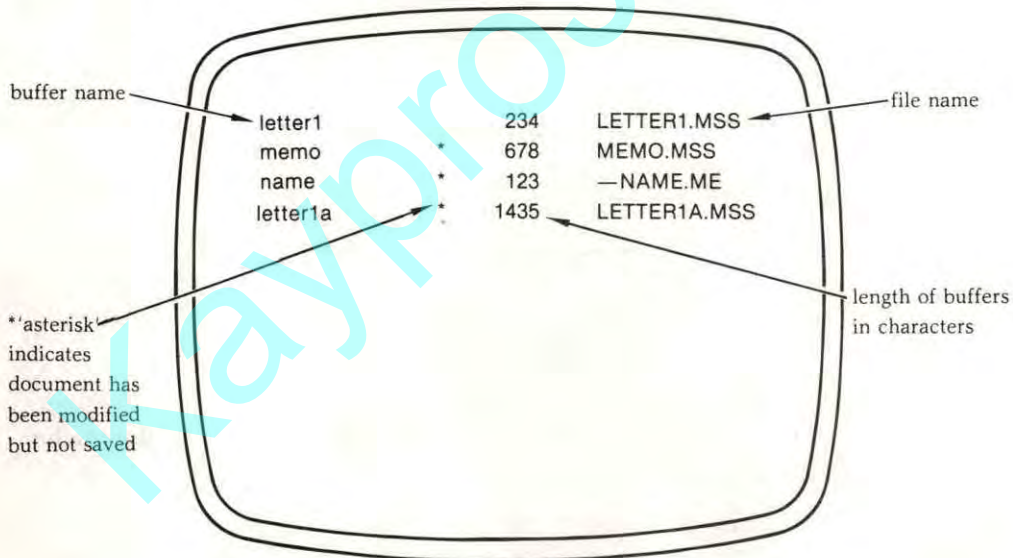 buffer name
file name
letter1 234 LETTER1.MSS
memo * 678 MEMO.MSS
name * 123 —NAME.ME
letter1a * 1435 LETTER1A.MSS
*'asterisk'
indicates
document has
been modified
but not saved
length of buffers
in characters